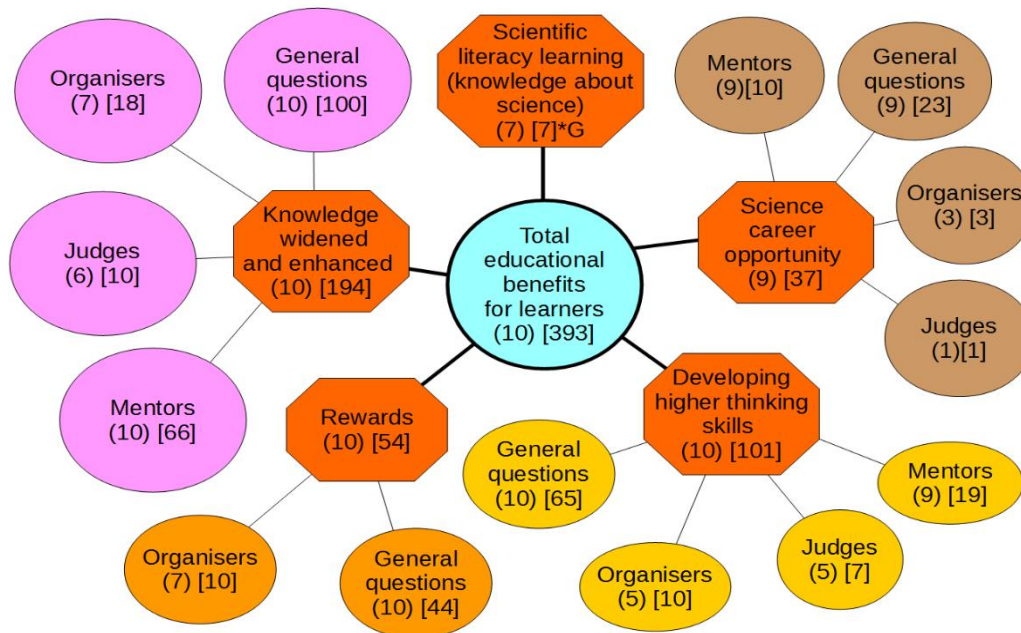 Organisers
(7) [18]
General
questions
(10) [100]
Scientific
literacy learning
(knowledge about
science)
(7) [7]*G
Mentors
(9)[10]
General
questions
(9) [23]
Judges
(6) [10]
Knowledge
widened
and enhanced
(10) [194]
Total
educational
benefits
for learners
(10) [393]
Science
career
opportunity
(9) [37]
Organisers
(3) [3]
Judges
(1)[1]
Mentors
(10) [66]
Rewards
(10) [54]
Developing
higher thinking
skills
(10) [101]
General
questions
(10) [65]
Mentors
(9) [19]
Organisers
(7) [10]
General
questions
(10) [44]
Organisers
(5) [10]
Judges
(5) [7]